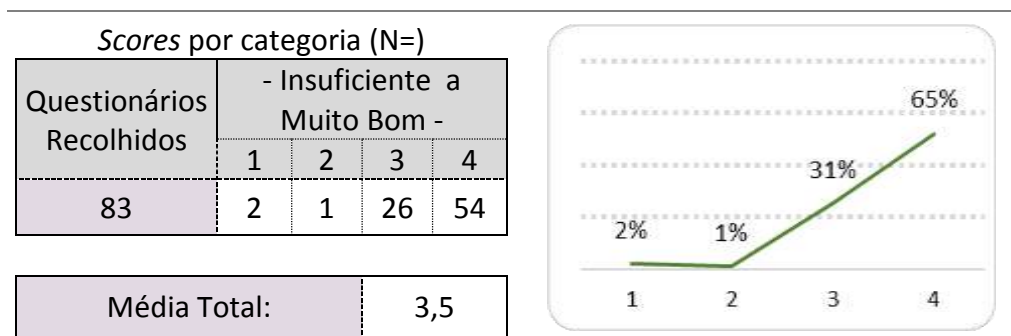 Scores por categoria (N=)
Questionários Recolhidos
- Insuficiente a
Muito Bom -
1 2 3 4
83 2 1 26 54
Média Total: 3,5
65%
31%
2% 1%
1 2 3 4